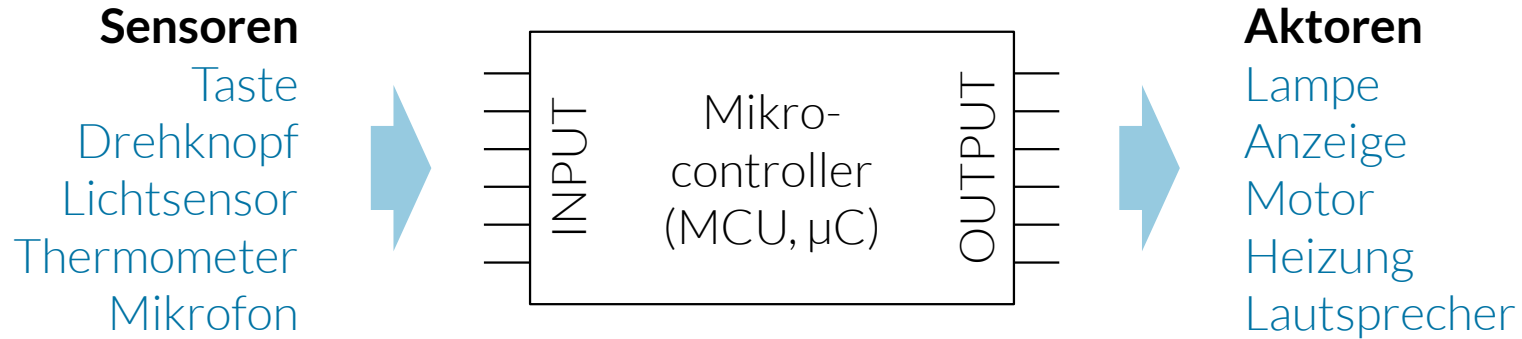 Sensoren
Taste
Drehknopf
Lichtsensor
Thermometer
Mikrofon
INPUT
Mikro-
controller
(MCU, µC)
OUTPUT
Aktoren
Lampe
Anzeige
Motor
Heizung
Lautsprecher